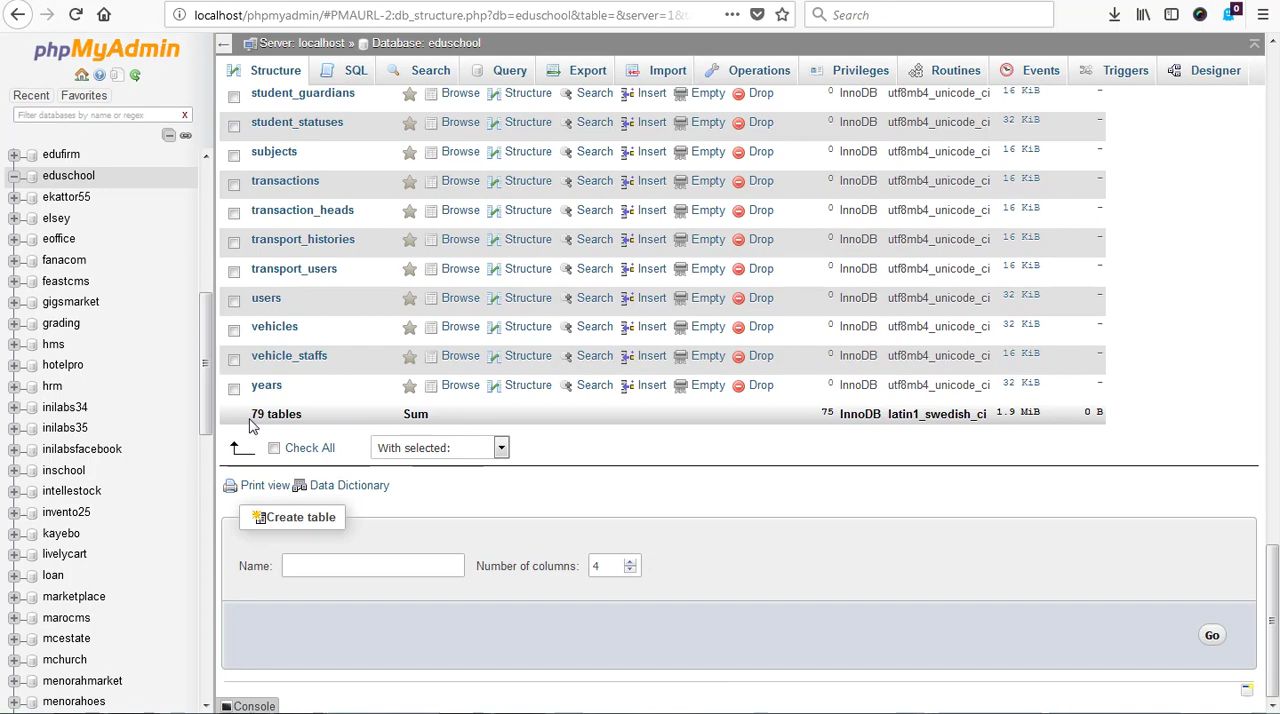 localhost/phpmyadmin/#PMAURL-2:db_structure.php?db=eduschool&table=&server=1&t
Search
0
phpMyAdmin
Recent Favorites
Filter databases by name or regex X
edufirm
eduschool
ekattor55
elsey
eoffice
fanacom
feastcms
gigsmarket
grading
hms
hotelpro
hrm
inilabs34
inilabs35
inilabsfacebook
inschool
intellestock
invento25
kayebo
livelycart
loan
marketplace
marocms
mcestate
mchurch
menorahmarket
menorahoes
Server: localhost » Database: eduschool
Structure SQL Search Query Export Import Operations Privileges Routines Events Triggers Designer
student_guardians Browse Structure Search Insert Empty Drop 0 InnoDB utf8mb4_unicode_ci 16 KiB -
student_statuses Browse Structure Search Insert Empty Drop 0 InnoDB utf8mb4_unicode_ci 32 KiB -
subjects Browse Structure Search Insert Empty Drop 0 InnoDB utf8mb4_unicode_ci 16 KiB -
transactions Browse Structure Search Insert Empty Drop 0 InnoDB utf8mb4_unicode_ci 16 KiB -
transaction_heads Browse Structure Search Insert Empty Drop 0 InnoDB utf8mb4_unicode_ci 16 KiB -
transport_histories Browse Structure Search Insert Empty Drop 0 InnoDB utf8mb4_unicode_ci 16 KiB -
transport_users Browse Structure Search Insert Empty Drop 0 InnoDB utf8mb4_unicode_ci 16 KiB -
users Browse Structure Search Insert Empty Drop 0 InnoDB utf8mb4_unicode_ci 32 KiB -
vehicles Browse Structure Search Insert Empty Drop 0 InnoDB utf8mb4_unicode_ci 32 KiB -
vehicle_staffs Browse Structure Search Insert Empty Drop 0 InnoDB utf8mb4_unicode_ci 16 KiB -
years Browse Structure Search Insert Empty Drop 0 InnoDB utf8mb4_unicode_ci 32 KiB -
79 tables Sum 75 InnoDB latin1_swedish_ci 1.9 MiB 0 B
Check All With selected:
Print view Data Dictionary
Create table
Name: Number of columns: 4
Go
Console